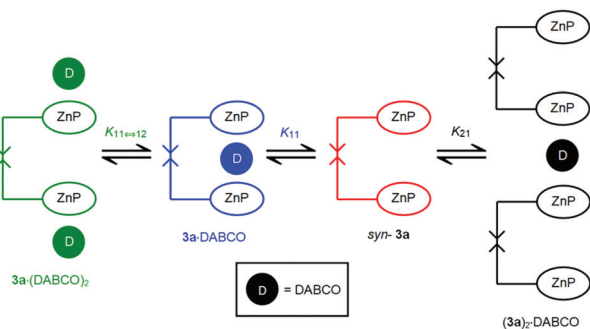 ZnP
D
ZnP
D
3a·(DABCO)₂
K₁₁⇔₁₂
ZnP
D
ZnP
3a·DABCO
K₁₁
ZnP
ZnP
syn- 3a
K₂₁
ZnP
ZnP
D
ZnP
ZnP
(3a)₂·DABCO
D = DABCO